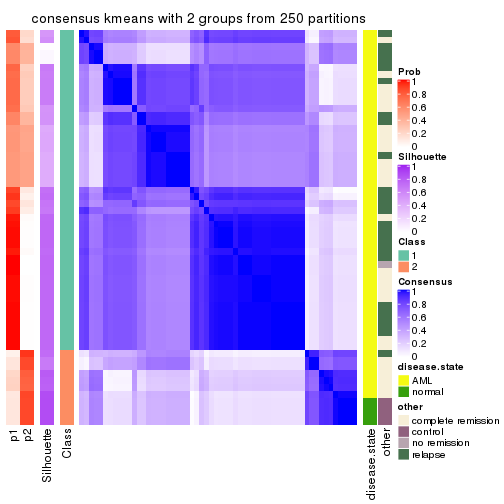 consensus kmeans with 2 groups from 250 partitions
Prob
1
0.8
0.6
0.4
0.2
0
Silhouette
1
0.8
0.6
0.4
0.2
0
Class
1
2
Consensus
1
0.8
0.6
0.4
0.2
0
disease.state
AML
normal
other
complete remission
control
no remission
relapse
p1
p2
Silhouette
Class
disease.state
other